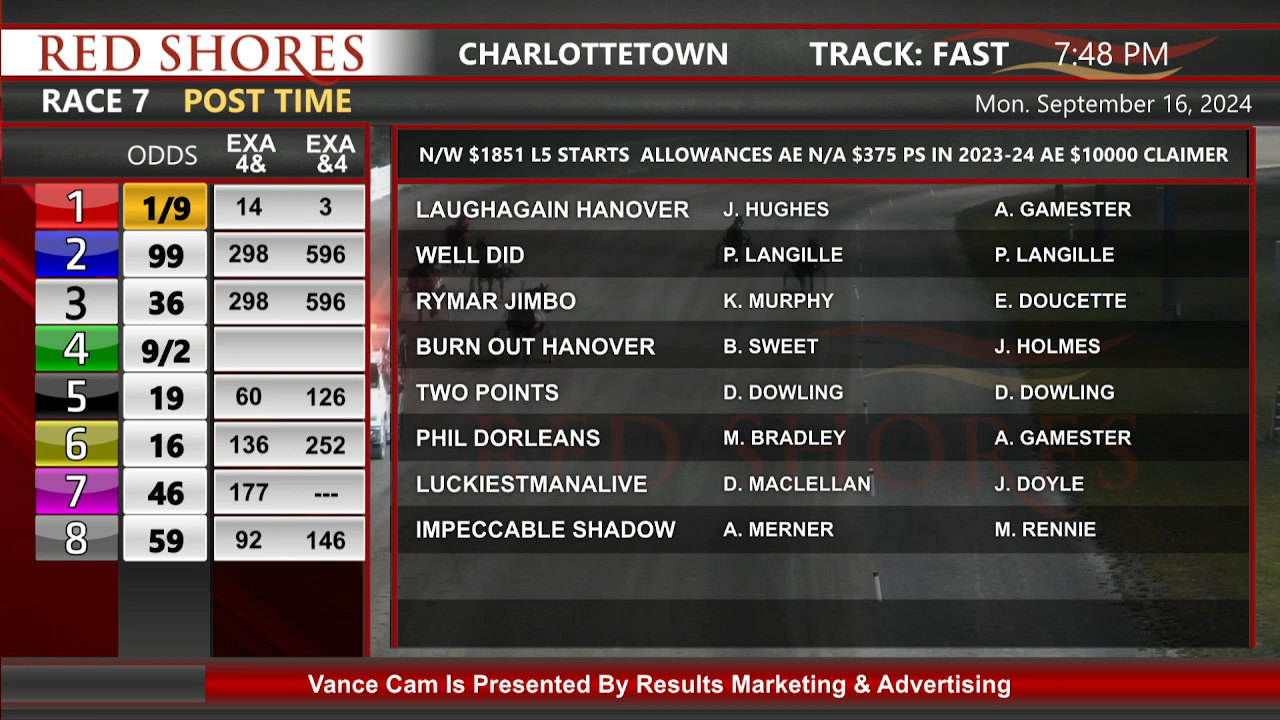 RED SHORES CHARLOTTETOWN TRACK: FAST 7:48 PM
RACE 7 POST TIME Mon. September 16, 2024
ODDS EXA 4& EXA &4
N/W $1851 L5 STARTS ALLOWANCES AE N/A $375 PS IN 2023-24 AE $10000 CLAIMER
1 1/9 14 3 LAUGHAGAIN HANOVER J. HUGHES A. GAMESTER
2 99 298 596 WELL DID P. LANGILLE P. LANGILLE
3 36 298 596 RYMAR JIMBO K. MURPHY E. DOUCETTE
4 9/2 BURN OUT HANOVER B. SWEET J. HOLMES
5 19 60 126 TWO POINTS D. DOWLING D. DOWLING
6 16 136 252 PHIL DORLEANS M. BRADLEY A. GAMESTER
7 46 177 --- LUCKIESTMANALIVE D. MACLELLAN J. DOYLE
8 59 92 146 IMPECCABLE SHADOW A. MERNER M. RENNIE
RED SHORES
Vance Cam Is Presented By Results Marketing & Advertising